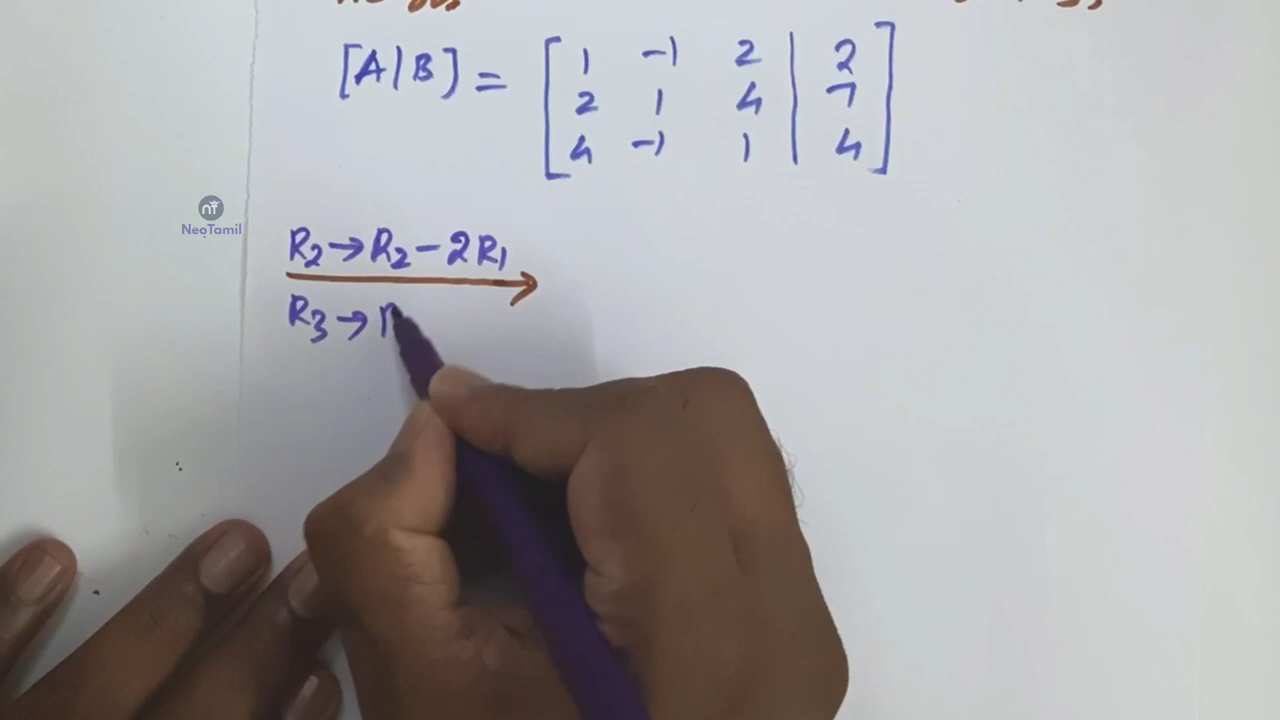 [A|B] = [ 1 -1 2 | 2 ]
2 1 4 | 7
4 -1 1 | 4
NeoTamil
R₂→R₂-2R₁
R₃→R